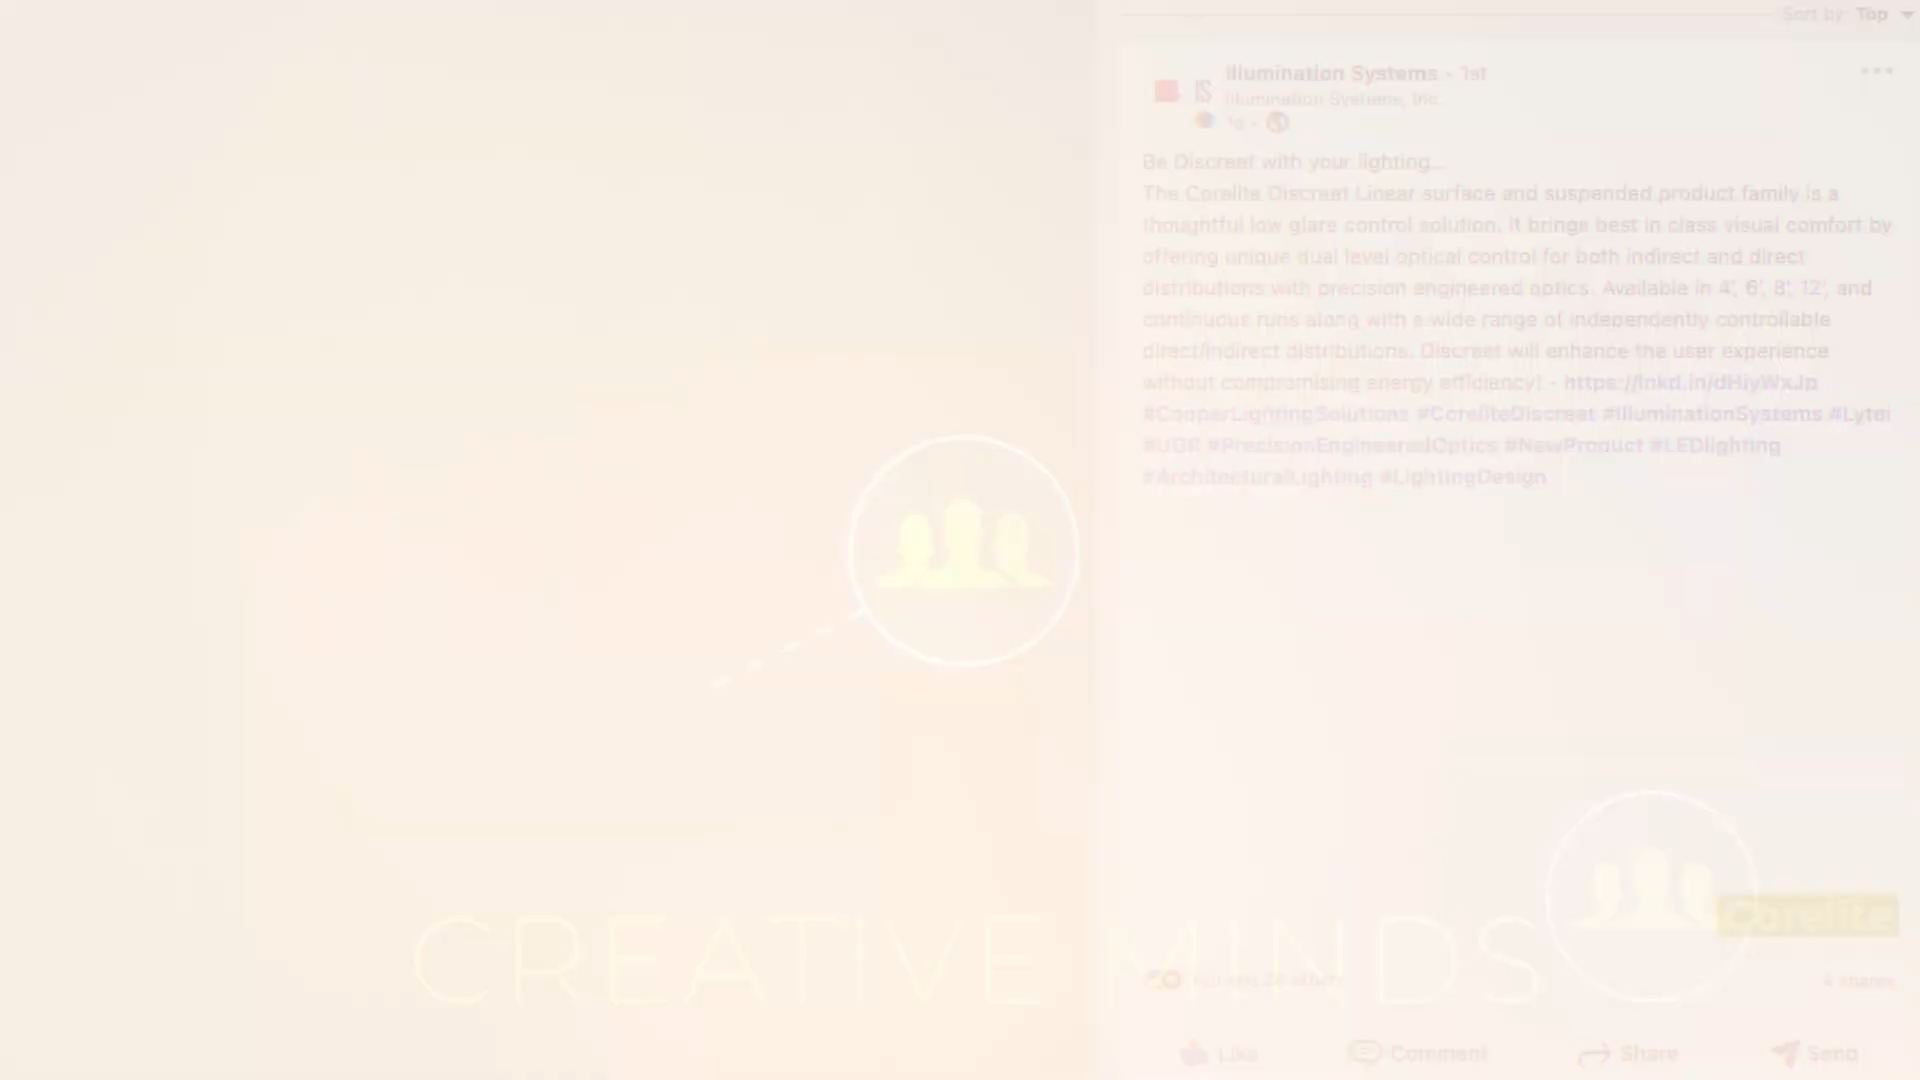 Sort by: Top
Illumination Systems • 1st
Illumination Systems, Inc.
Be Discreet with your lighting...
The Corelite Discreet Linear surface and suspended product family is a
thoughtful low glare control solution. It brings best in class visual comfort by
offering unique dual level optical control for both indirect and direct
distributions with precision engineered optics. Available in 4', 6', 8', 12', and
continuous runs along with a wide range of independently controllable
direct/indirect distributions. Discreet will enhance the user experience
without compromising energy efficiency! - https://lnkd.in/dHiyWxJp
#CooperLightingSolutions #CoreliteDiscreet #IlluminationSystems #Lytei
#UGR #PrecisionEngineeredOptics #NewProduct #LEDlighting
#ArchitecturalLighting #LightingDesign
Corelite
CREATIVE MINDS
4 shares
Like Comment Share Send